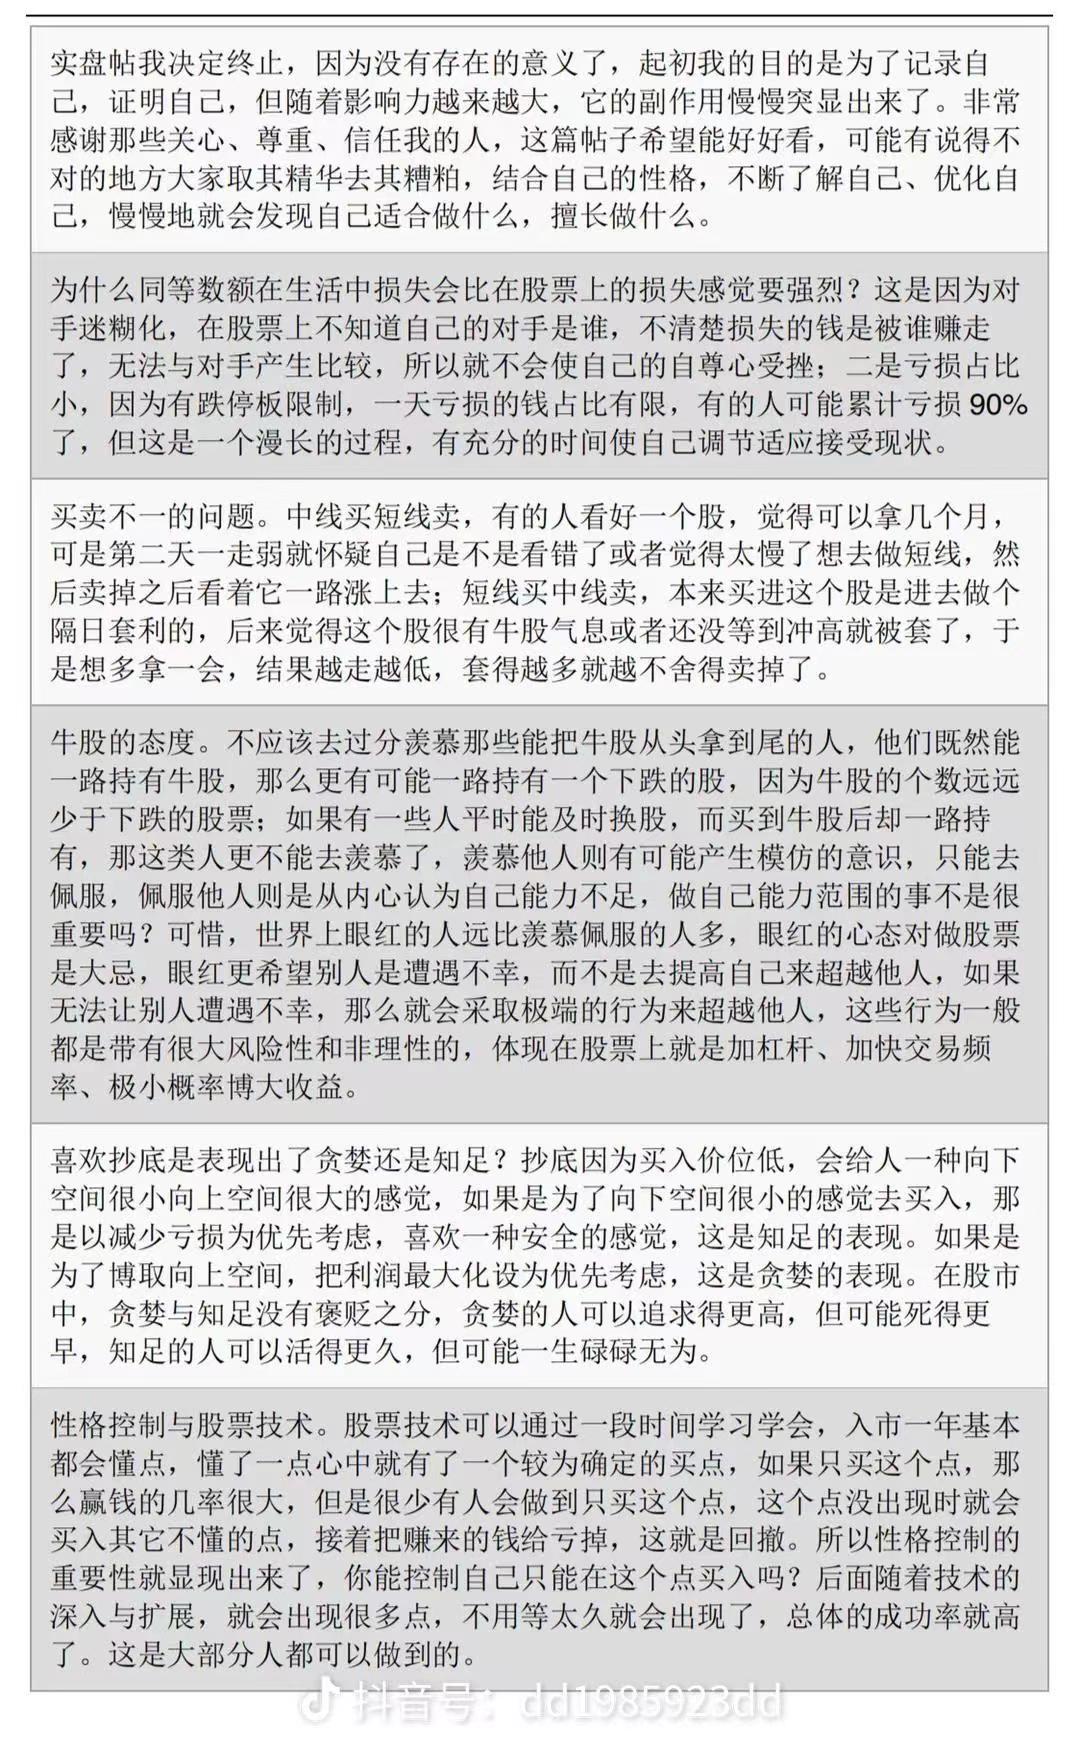 实盘帖我决定终止，因为没有存在的意义了，起初我的目的是为了记录自
己，证明自己，但随着影响力越来越大，它的副作用慢慢突显出来了。非常
感谢那些关心、尊重、信任我的人，这篇帖子希望能好好看，可能有说得不
对的地方大家取其精华去其糟粕，结合自己的性格，不断了解自己、优化自
己，慢慢地就会发现自己适合做什么，擅长做什么。
为什么同等数额在生活中损失会比在股票上的损失感觉要强烈？这是因为对
手迷糊化，在股票上不知道自己的对手是谁，不清楚损失的钱是被谁赚走
了，无法与对手产生比较，所以就不会使自己的自尊心受挫；二是亏损占比
小，因为有跌停板限制，一天亏损的钱占比有限，有的人可能累计亏损 90%
了，但这是一个漫长的过程，有充分的时间使自己调节适应接受现状。
买卖不一的问题。中线买短线卖，有的人看好一个股，觉得可以拿几个月，
可是第二天一走弱就怀疑自己是不是看错了或者觉得太慢了想去做短线，然
后卖掉之后看着它一路涨上去；短线买中线卖，本来买进这个股是进去做个
隔日套利的，后来觉得这个股很有牛股气息或者还没等到冲高就被套了，于
是想多拿一会，结果越走越低，套得越多就越不舍得卖掉了。
牛股的态度。不应该去过分羡慕那些能把牛股从头拿到尾的人，他们既然能
一路持有牛股，那么更有可能一路持有一个下跌的股，因为牛股的个数远远
少于下跌的股票；如果有一些人平时能及时换股，而买到牛股后却一路持
有，那这类人更不能去羡慕了，羡慕他人则有可能产生模仿的意识，只能去
佩服，佩服他人则是从内心认为自己能力不足，做自己能力范围的事不是很
重要吗？可惜，世界上眼红的人远比羡慕佩服的人多，眼红的心态对做股票
是大忌，眼红更希望别人是遭遇不幸，而不是去提高自己来超越他人，如果
无法让别人遭遇不幸，那么就会采取极端的行为来超越他人，这些行为一般
都是带有很大风险性和非理性的，体现在股票上就是加杠杆、加快交易频
率、极小概率博大收益。
喜欢抄底是表现出了贪婪还是知足？抄底因为买入价位低，会给人一种向下
空间很小向上空间很大的感觉，如果是为了向下空间很小的感觉去买入，那
是以减少亏损为优先考虑，喜欢一种安全的感觉，这是知足的表现。如果是
为了博取向上空间，把利润最大化设为优先考虑，这是贪婪的表现。在股市
中，贪婪与知足没有褒贬之分，贪婪的人可以追求得更高，但可能死得更
早，知足的人可以活得更久，但可能一生碌碌无为。
性格控制与股票技术。股票技术可以通过一段时间学习学会，入市一年基本
都会懂点，懂了一点心中就有了一个较为确定的买点，如果只买这个点，那
么赢钱的几率很大，但是很少有人会做到只买这个点，这个点没出现时就会
买入其它不懂的点，接着把赚来的钱给亏掉，这就是回撤。所以性格控制的
重要性就显现出来了，你能控制自己只能在这个点买入吗？后面随着技术的
深入与扩展，就会出现很多点，不用等太久就会出现了，总体的成功率就高
了。这是大部分人都可以做到的。
抖音号：dd1985923dd